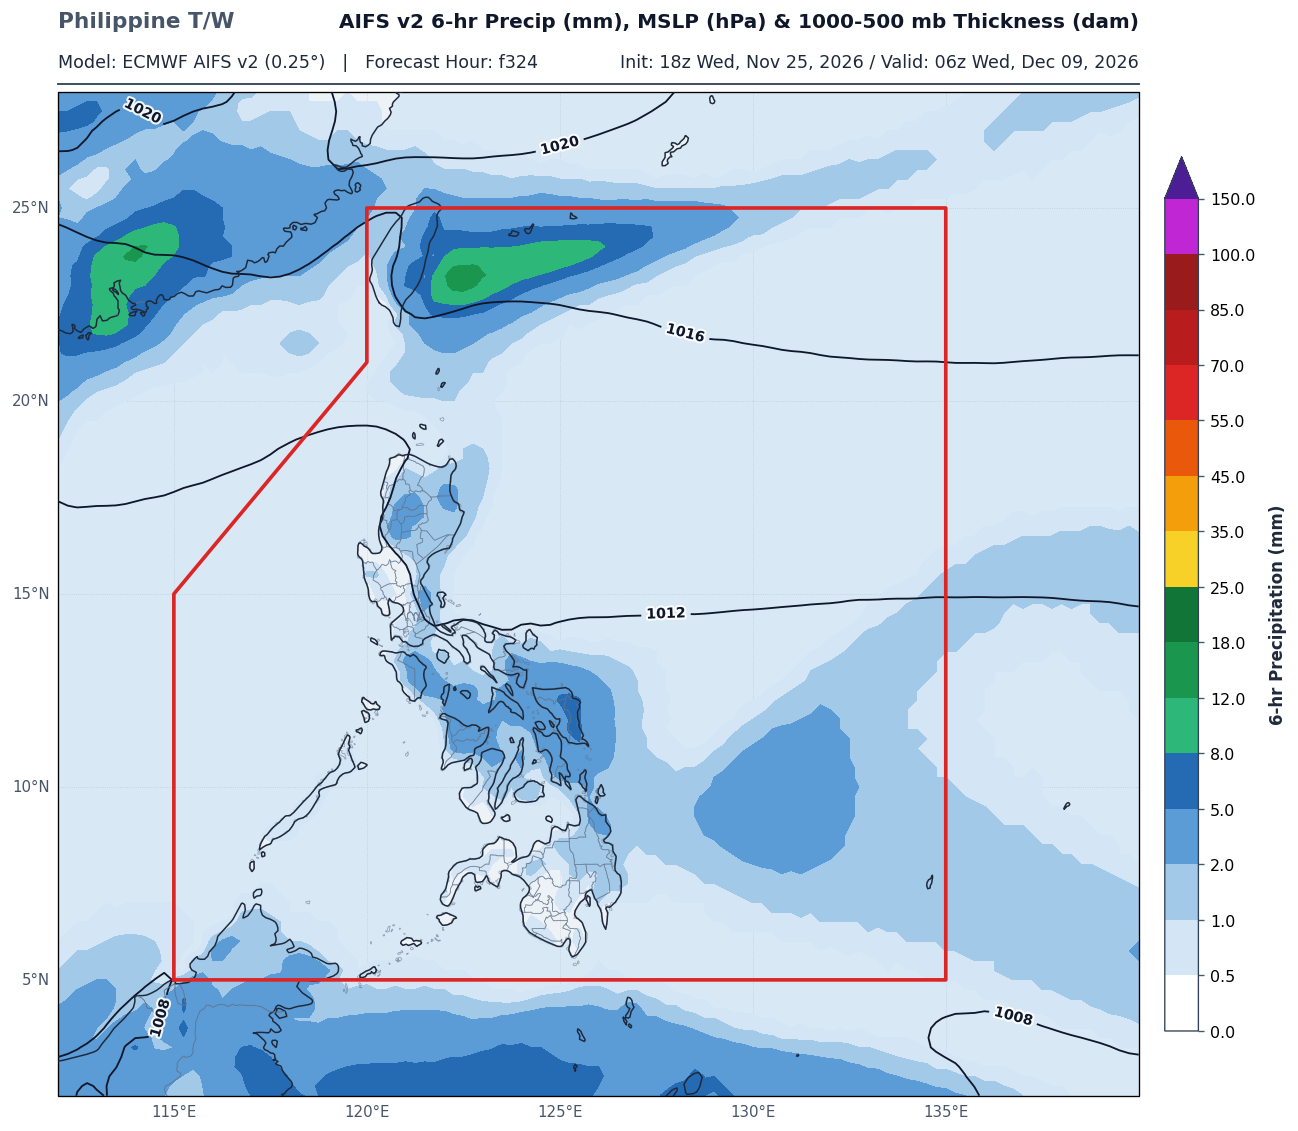 Philippine T/W
AIFS v2 6-hr Precip (mm), MSLP (hPa) & 1000-500 mb Thickness (dam)
Model: ECMWF AIFS v2 (0.25°) | Forecast Hour: f324
Init: 18z Wed, Nov 25, 2026 / Valid: 06z Wed, Dec 09, 2026
1020
1020
1016
1012
1008
1008
25°N
20°N
15°N
10°N
5°N
115°E
120°E
125°E
130°E
135°E
150.0
100.0
85.0
70.0
55.0
45.0
35.0
25.0
18.0
12.0
8.0
5.0
2.0
1.0
0.5
0.0
6-hr Precipitation (mm)